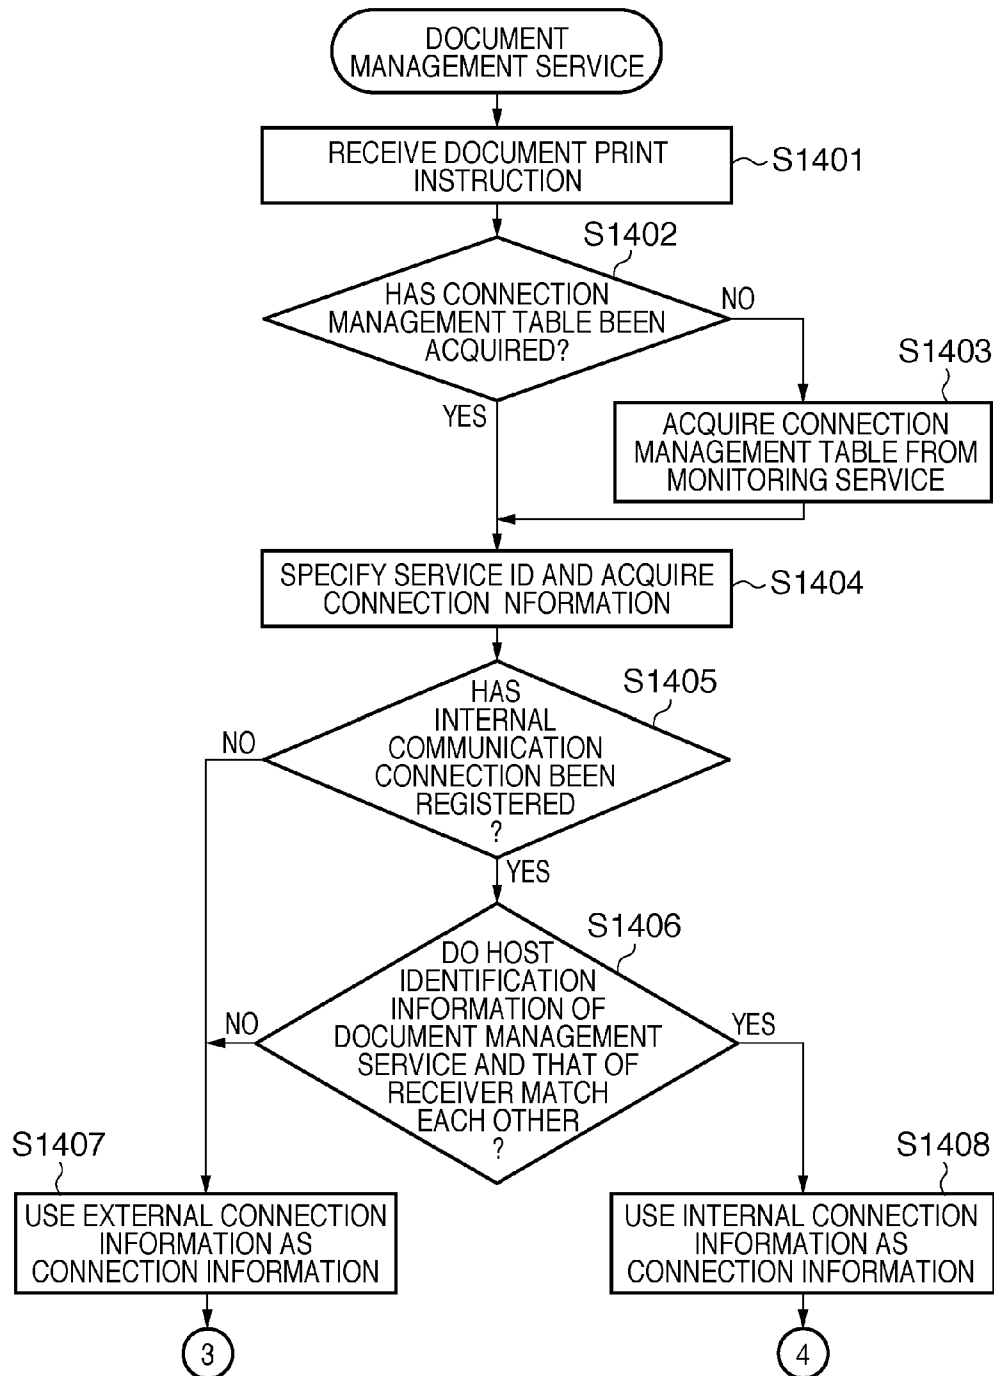 DOCUMENT
MANAGEMENT SERVICE
RECEIVE DOCUMENT PRINT
INSTRUCTION
S1401
S1402
HAS CONNECTION
MANAGEMENT TABLE BEEN
ACQUIRED?
NO
YES
S1403
ACQUIRE CONNECTION
MANAGEMENT TABLE FROM
MONITORING SERVICE
SPECIFY SERVICE ID AND ACQUIRE
CONNECTION NFORMATION
S1404
S1405
HAS
INTERNAL
COMMUNICATION
CONNECTION BEEN
REGISTERED
?
NO
YES
S1406
DO HOST
IDENTIFICATION
INFORMATION OF
DOCUMENT MANAGEMENT
SERVICE AND THAT OF
RECEIVER MATCH
EACH OTHER
?
NO
YES
S1407
USE EXTERNAL CONNECTION
INFORMATION AS
CONNECTION INFORMATION
3
S1408
USE INTERNAL CONNECTION
INFORMATION AS
CONNECTION INFORMATION
4